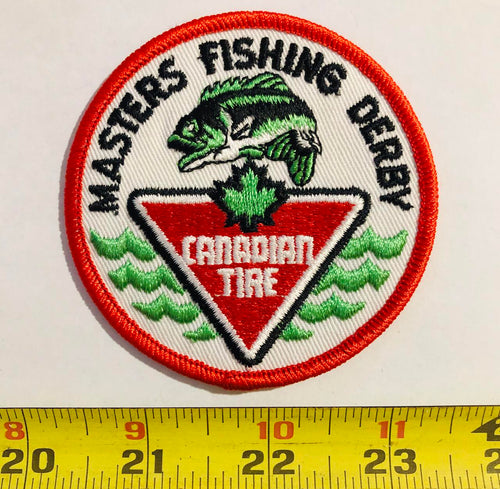 MASTERS FISHING DERBY
CANADIAN
TIRE
8 9 10 11
20 21 22 23